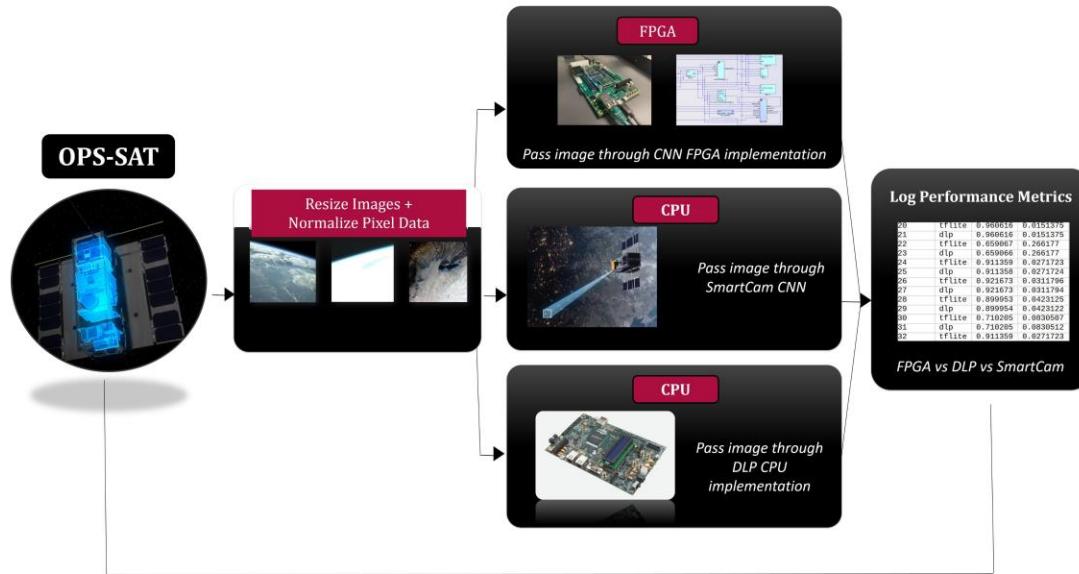 OPS-SAT
Resize Images +
Normalize Pixel Data
FPGA
Pass image through CNN FPGA implementation
CPU
Pass image through
SmartCam CNN
CPU
Pass image through
DLP CPU
implementation
Log Performance Metrics
20 tflite 0.960616 0.0151375
21 dlp 0.960616 0.0151375
22 tflite 0.659067 0.266177
23 dlp 0.659066 0.266177
24 tflite 0.911359 0.0271723
25 dlp 0.911358 0.0271724
26 tflite 0.921673 0.0311796
27 dlp 0.921673 0.0311794
28 tflite 0.899953 0.0423125
29 dlp 0.899954 0.0423122
30 tflite 0.710205 0.0830507
31 dlp 0.710205 0.0830512
32 tflite 0.911359 0.0271723
FPGA vs DLP vs SmartCam